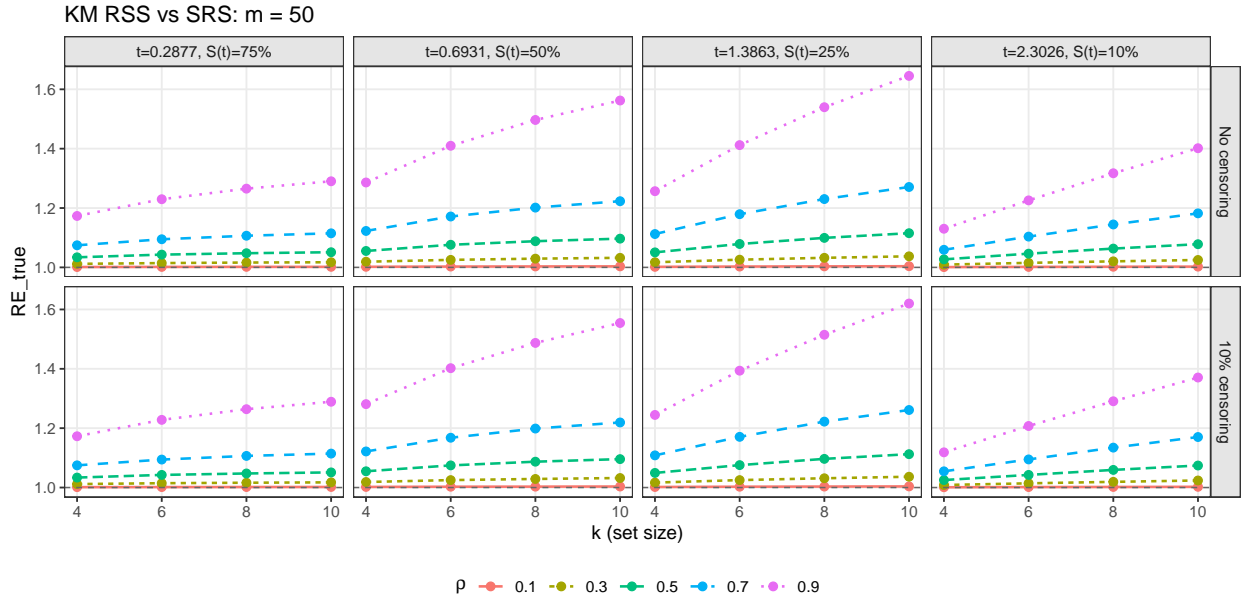 KM RSS vs SRS: m = 50
t=0.2877, S(t)=75% t=0.6931, S(t)=50% t=1.3863, S(t)=25% t=2.3026, S(t)=10%
1.6
1.4
1.2
1.0
No censoring
RE_true
1.6
1.4
1.2
1.0
10% censoring
4 6 8 10 4 6 8 10 4 6 8 10 4 6 8 10
k (set size)
ρ 0.1 0.3 0.5 0.7 0.9